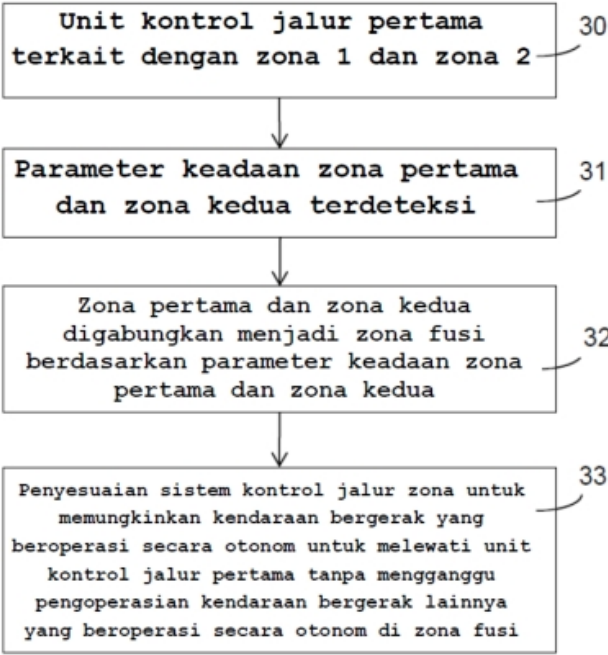 Unit kontrol jalur pertama
terkait dengan zona 1 dan zona 2
30
Parameter keadaan zona pertama
dan zona kedua terdeteksi
31
Zona pertama dan zona kedua
digabungkan menjadi zona fusi
berdasarkan parameter keadaan zona
pertama dan zona kedua
32
Penyesuaian sistem kontrol jalur zona untuk
memungkinkan kendaraan bergerak yang
beroperasi secara otonom untuk melewati unit
kontrol jalur pertama tanpa mengganggu
pengoperasian kendaraan bergerak lainnya
yang beroperasi secara otonom di zona fusi
33